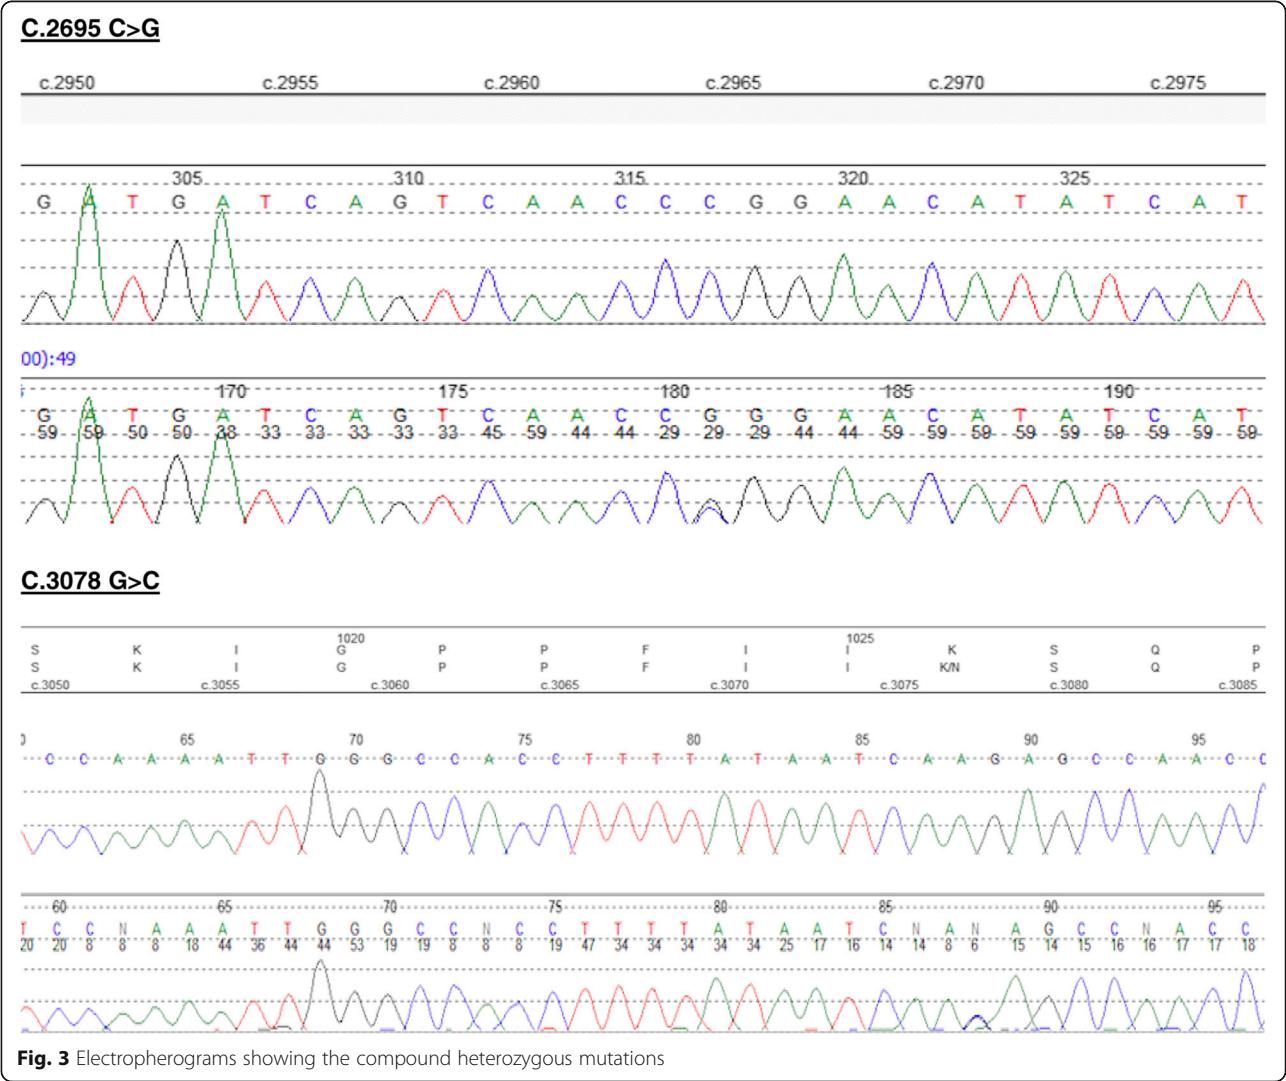 C.2695 C>G
c.2950 c.2955 c.2960 c.2965 c.2970 c.2975
305 310 315 320 325
G A T G A T C A G T C A A C C C G G A A C A T A T C A T
00):49
170 175 180 185 190
G A T G A T C A G T C A A C C G G G A A C A T A T C A T
59 59 50 50 38 33 33 33 33 33 45 59 44 44 29 29 29 44 44 59 59 59 59 59 59 59 59 59
C.3078 G>C
1020 1025
S K I G P P F I I K S Q P
S K I G P P F I I K/N S Q P
c.3050 c.3055 c.3060 c.3065 c.3070 c.3075 c.3080 c.3085
65 70 75 80 85 90 95
C C A A A A T T G G G C C A C C T T T T A T A A T C A A G A G C C A A C C
60 65 70 75 80 85 90 95
T C C N A A A T T G G G C C N C C T T T T A T A A T C N A N A G C C N A C C
20 20 8 8 8 18 44 36 44 44 53 19 19 8 8 8 19 47 34 34 34 34 34 25 17 16 14 14 8 6 15 14 15 16 16 17 17 18
Fig. 3 Electropherograms showing the compound heterozygous mutations